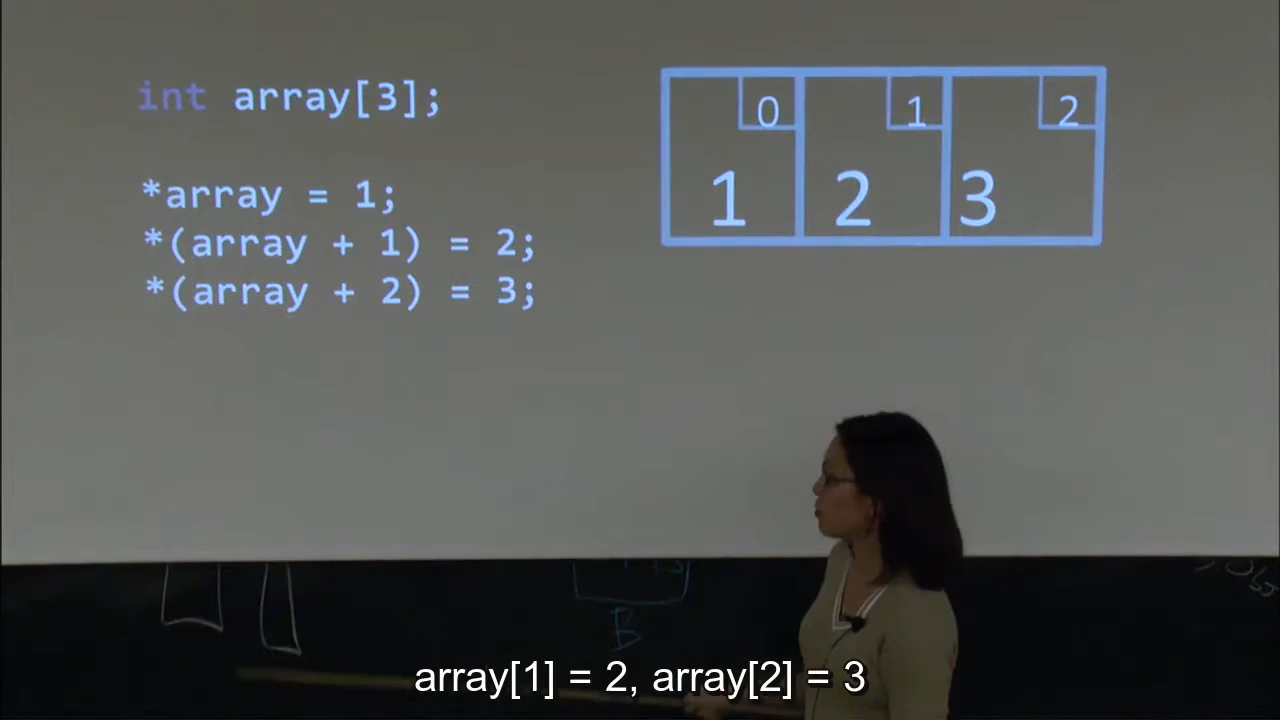 int array[3];
*array = 1;
*(array + 1) = 2;
*(array + 2) = 3;
0 1 2
1 2 3
B
array[1] = 2, array[2] = 3